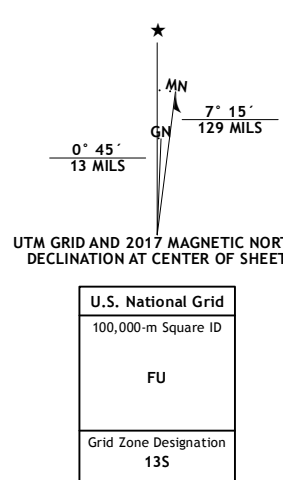 ★
MN
7° 15´
129 MILS
GN
0° 45´
13 MILS
UTM GRID AND 2017 MAGNETIC NORT
DECLINATION AT CENTER OF SHEET
U.S. National Grid
100,000-m Square ID
FU
Grid Zone Designation
13S